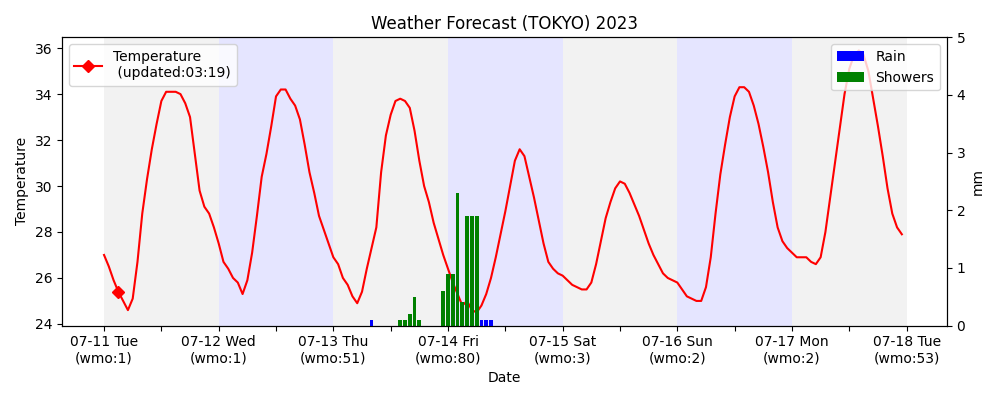 Weather Forecast (TOKYO) 2023
Temperature
(updated:03:19)
Rain
Showers
36
34
32
30
28
26
24
Temperature
5
4
3
2
1
0
mm
07-11 Tue
(wmo:1)
07-12 Wed
(wmo:1)
07-13 Thu
(wmo:51)
07-14 Fri
(wmo:80)
07-15 Sat
(wmo:3)
07-16 Sun
(wmo:2)
07-17 Mon
(wmo:2)
07-18 Tue
(wmo:53)
Date